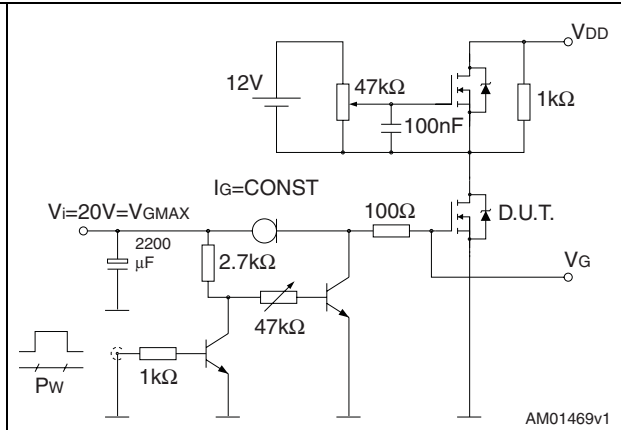 VDD
12V
47kΩ
1kΩ
100nF
IG=CONST
Vi=20V=VGMAX
100Ω
D.U.T.
2200
μF
2.7kΩ
VG
47kΩ
1kΩ
PW
AM01469v1